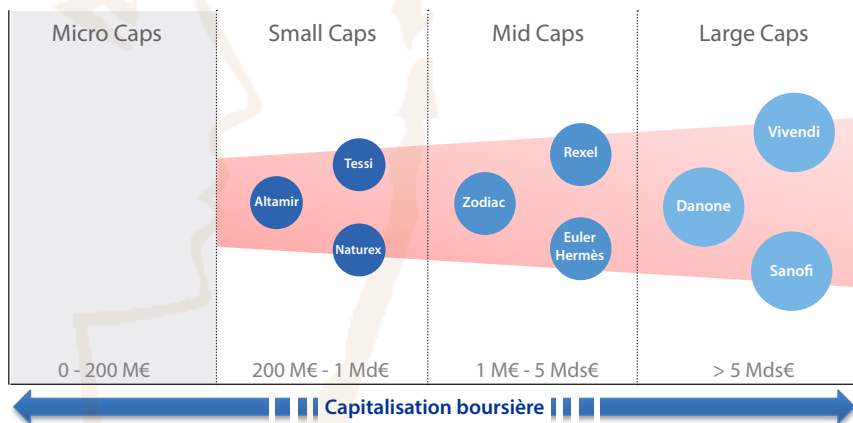 Micro Caps
Small Caps
Mid Caps
Large Caps
Vivendi
Tessi
Rexel
Altamir
Zodiac
Danone
Naturex
Euler
Hermès
Sanofi
0 - 200 M€
200 M€ - 1 Md€
1 M€ - 5 Mds€
> 5 Mds€
Capitalisation boursière